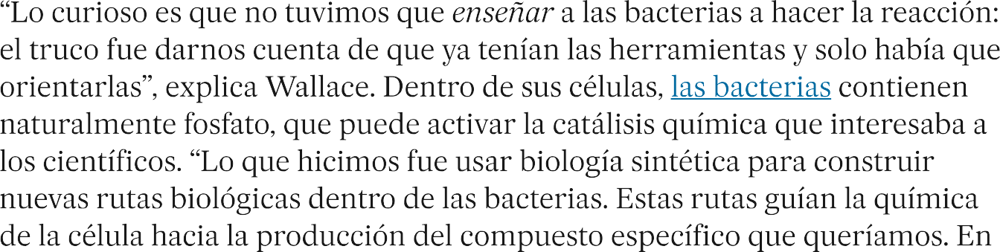 “Lo curioso es que no tuvimos que enseñar a las bacterias a hacer la reacción:
el truco fue darnos cuenta de que ya tenían las herramientas y solo había que
orientarlas”, explica Wallace. Dentro de sus células, las bacterias contienen
naturalmente fosfato, que puede activar la catálisis química que interesaba a
los científicos. “Lo que hicimos fue usar biología sintética para construir
nuevas rutas biológicas dentro de las bacterias. Estas rutas guían la química
de la célula hacia la producción del compuesto específico que queríamos. En